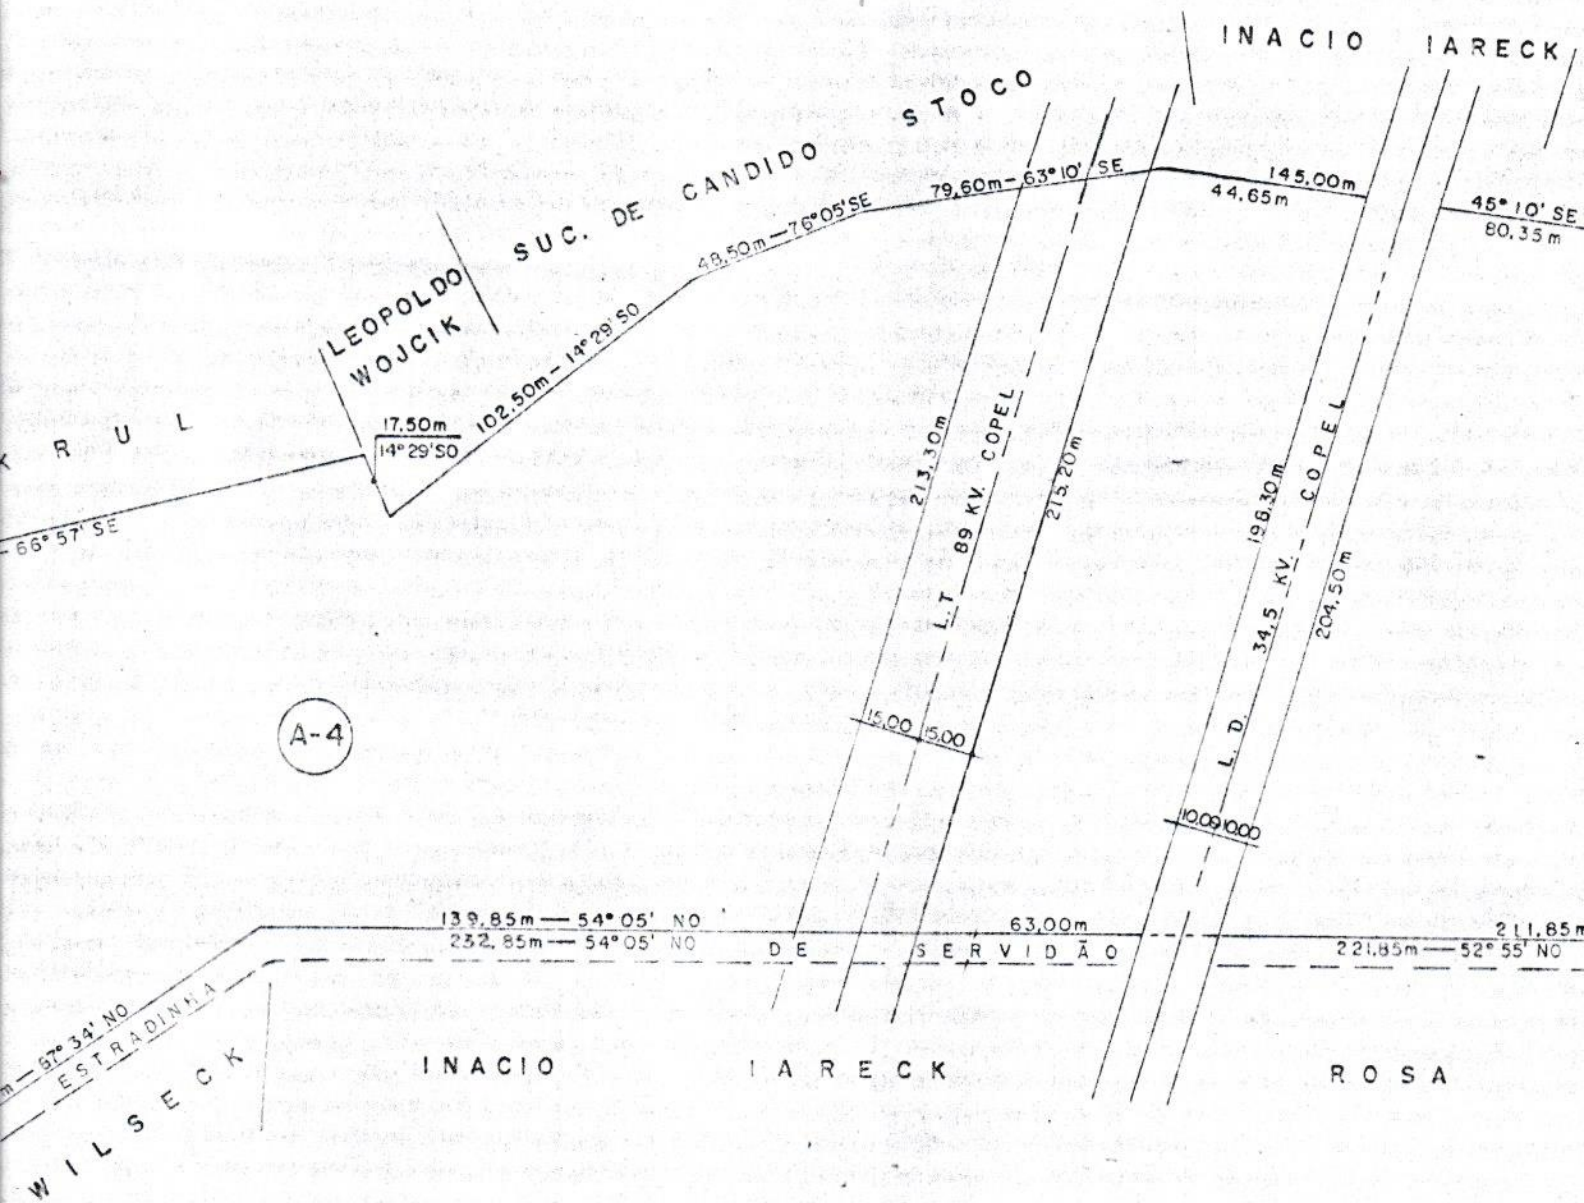 INACIO IARECK
STOCO
SUC. DE CANDIDO
79,60m — 63°10' SE
145,00m
44.65m
45°10' SE
80,35m
48,50m — 76°05'SE
LEOPOLDO
WOJCIK
102.50m — 14°29'SO
17.50m
14°29'SO
KRUL
- 66°57' SE
213,30m
L.T 89 KV. COPEL
215,20m
198,30m
L. D. 34,5 KV. COPEL
204,50m
A-4
15,00 15,00
10,00 10,00
139,85m — 54°05' NO
232,85m — 54°05' NO
DE SERVIDÃO
63,00m
211,85m
221,85m — 52°55' NO
m — 67°34' NO
ESTRADINHA
WILSECK
INACIO IARECK
ROSA